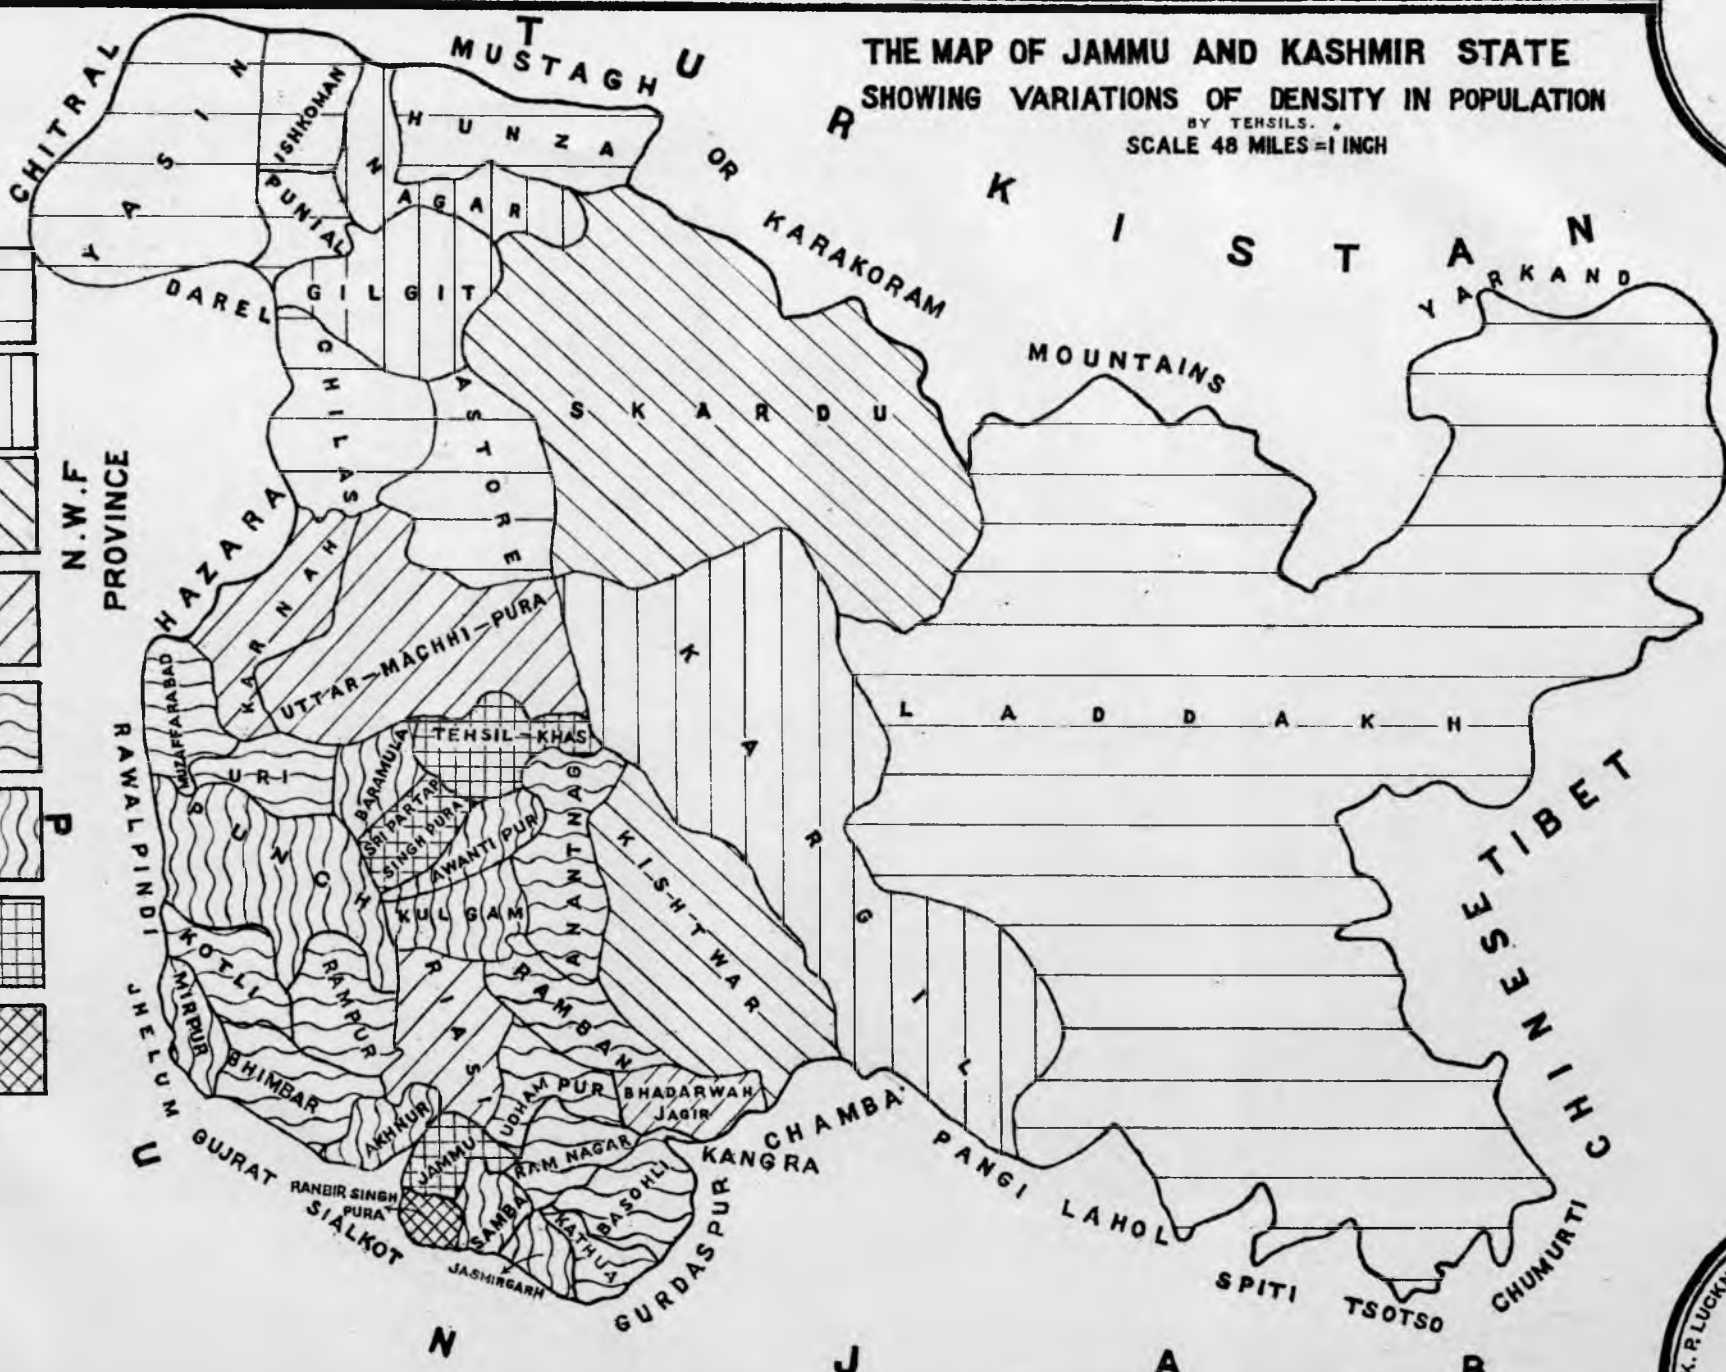 THE MAP OF JAMMU AND KASHMIR STATE
SHOWING VARIATIONS OF DENSITY IN POPULATION
BY TEHSILS.
SCALE 48 MILES = 1 INCH
TURKISTAN
MUSTAGH
OR
KARAKORAM
MOUNTAINS
YARKAND
CHITRAL
YASIN
ISHKOMAN
PUNIAL
HUNZA
NAGAR
DAREL
GILGIT
CHILAS
ASTORE
SKARDU
N.W.F
PROVINCE
HAZARA
KARNAH
UTTAR-MACHHI-PURA
KARGIL
LADDAKH
CHINESE TIBET
MUZAFFARABAD
URI
BARAMULA
TEHSIL-KHAS
SRI PARTAP
SINGH PURA
AWANTI PUR
ANANTNAG
KULGAM
KISHTWAR
PUNCH
RAWALPINDI
KOTLI
RAMPUR
RIASI
RAMBAN
MIRPUR
JHELUM
BHIMBAR
AKHNUR
UDHAMPUR
BHADARWAH
JAGIR
JAMMU
RAM NAGAR
GUJRAT
RANBIR SINGH
PURA
SIALKOT
SAMBA
BASOHLI
KATHUA
JASMIRGARH
GURDASPUR
KANGRA
CHAMBA
PANGI
LAHOL
SPITI
TSOTSO
CHUMURTI
P U N J A B
K. P. LUCKN